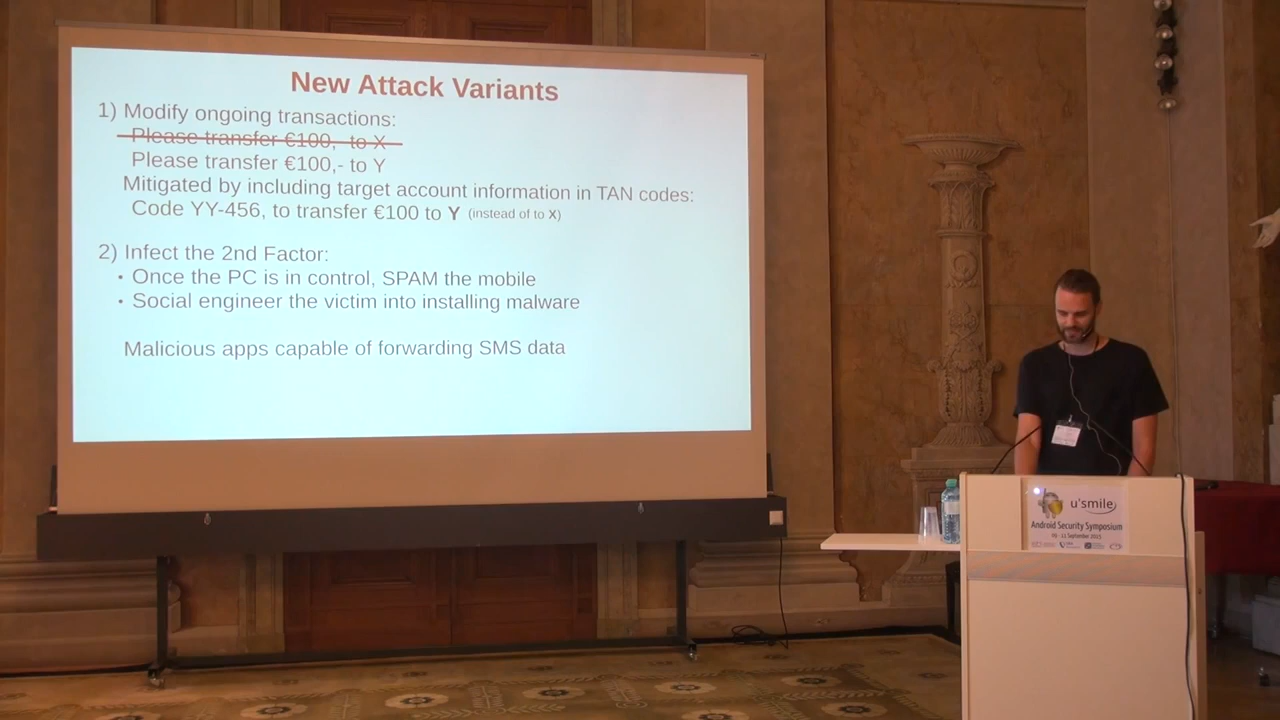 New Attack Variants
1) Modify ongoing transactions:
Please transfer €100,- to X
Please transfer €100,- to Y
Mitigated by including target account information in TAN codes:
Code YY-456, to transfer €100 to Y (instead of to X)
2) Infect the 2nd Factor:
• Once the PC is in control, SPAM the mobile
• Social engineer the victim into installing malware
Malicious apps capable of forwarding SMS data
u'smile
Android Security Symposium
September 2015